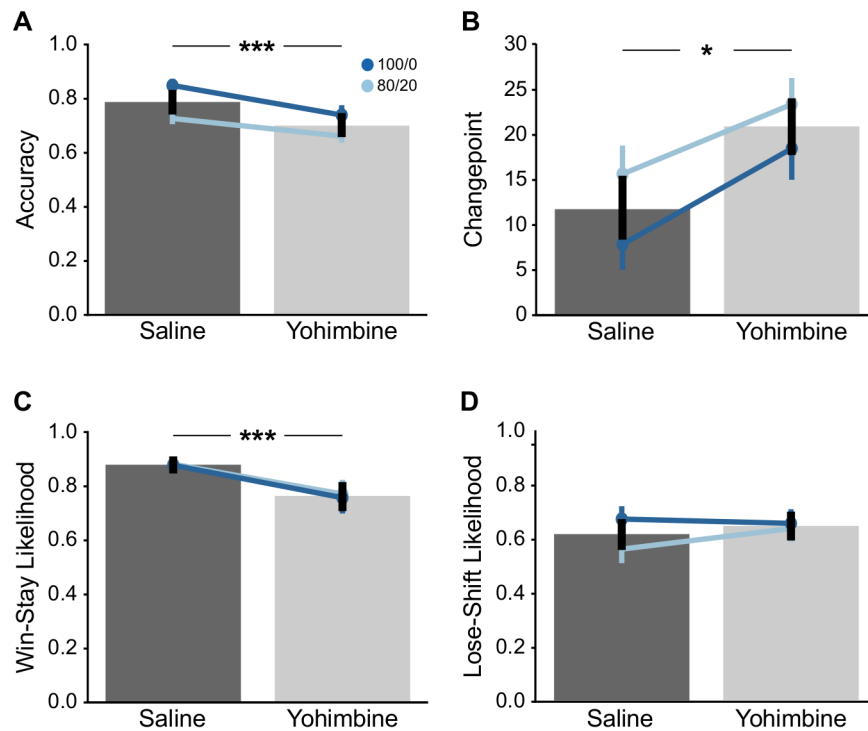 A
Accuracy
1.0
0.8
0.6
0.4
0.2
0.0
***
100/0
80/20
Saline
Yohimbine
B
Changepoint
30
25
20
15
10
5
0
*
Saline
Yohimbine
C
Win-Stay Likelihood
1.0
0.8
0.6
0.4
0.2
0.0
***
Saline
Yohimbine
D
Lose-Shift Likelihood
1.0
0.8
0.6
0.4
0.2
0.0
Saline
Yohimbine